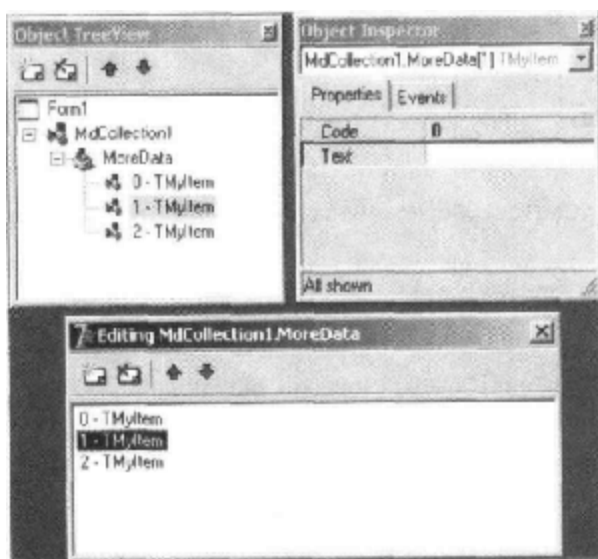 Object TreeView
Form1
MdCollection1
MoreData
0 - TMyItem
1 - TMyItem
2 - TMyItem
Object Inspector
MdCollection1.MoreData[1] TMyItem
Properties
Events
Code 0
Text
All shown
7 Editing MdCollection1.MoreData
0 - TMyItem
1 - TMyItem
2 - TMyItem